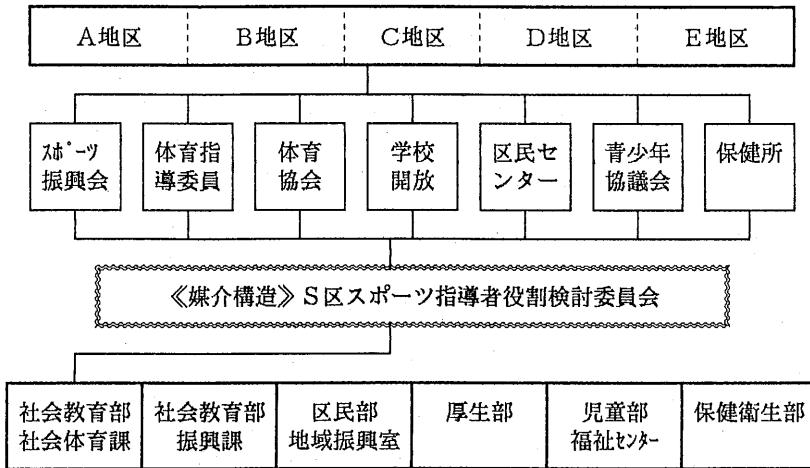 A地区 B地区 C地区 D地区 E地区
スポーツ 体育指 体育 学校 区民セ 青少年 保健所
振興会 導委員 協会 開放 ンター 協議会
《媒介構造》S区スポーツ指導者役割検討委員会
社会教育部 社会教育部 区民部 厚生部 児童部 保健衛生部
社会体育課 振興課 地域振興室 福祉センター